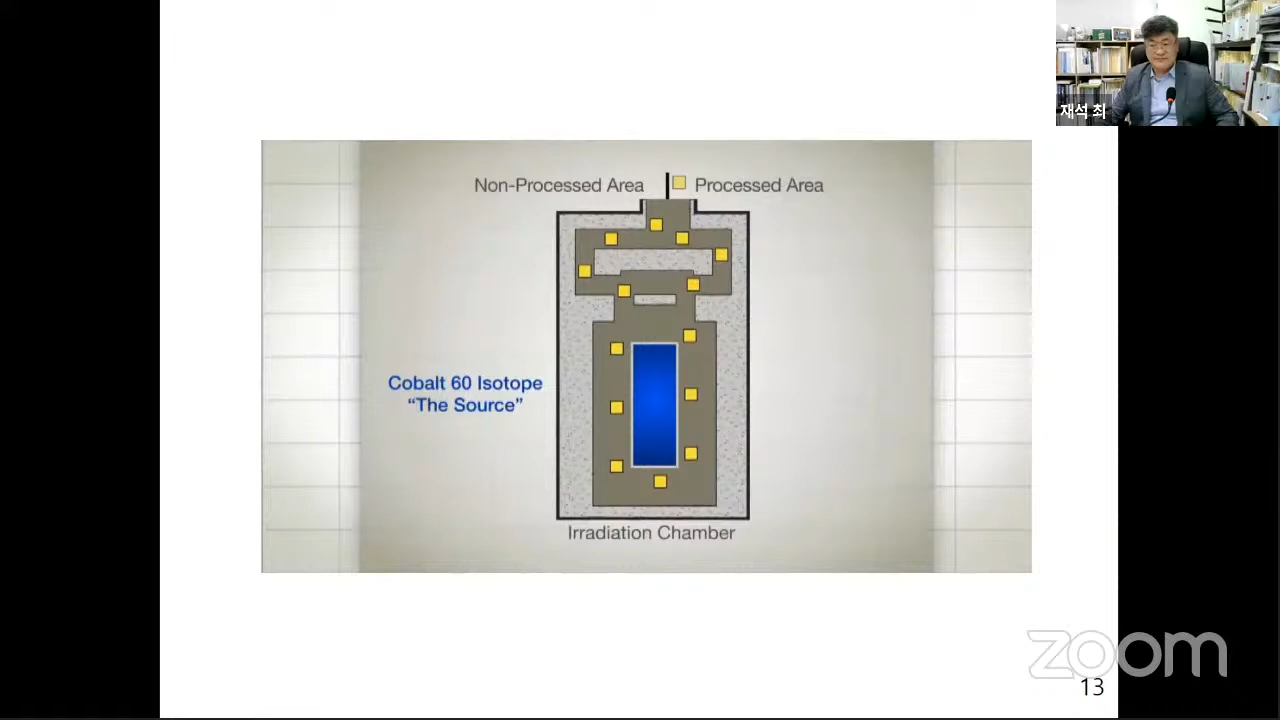 재석 최
Non-Processed Area
Processed Area
Cobalt 60 Isotope
“The Source”
Irradiation Chamber
zoom
13